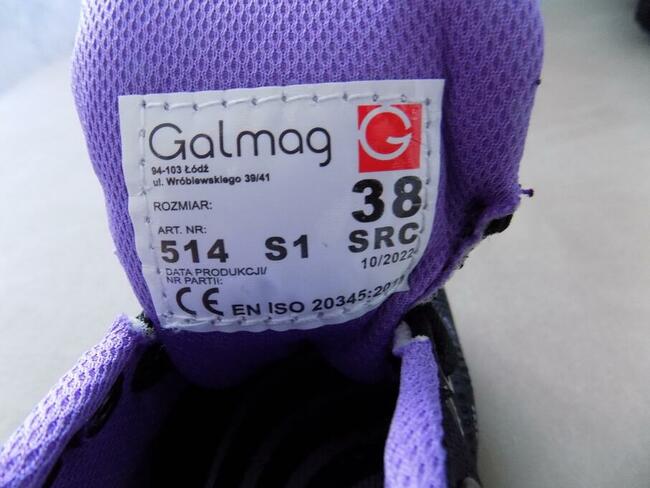 Galmag
G
94-103 Łódź
ul. Wróblewskiego 39/41
ROZMIAR: 38
ART. NR:
514 S1 SRC
DATA PRODUKCJI/ 10/2022
NR PARTII:
CE EN ISO 20345:2011